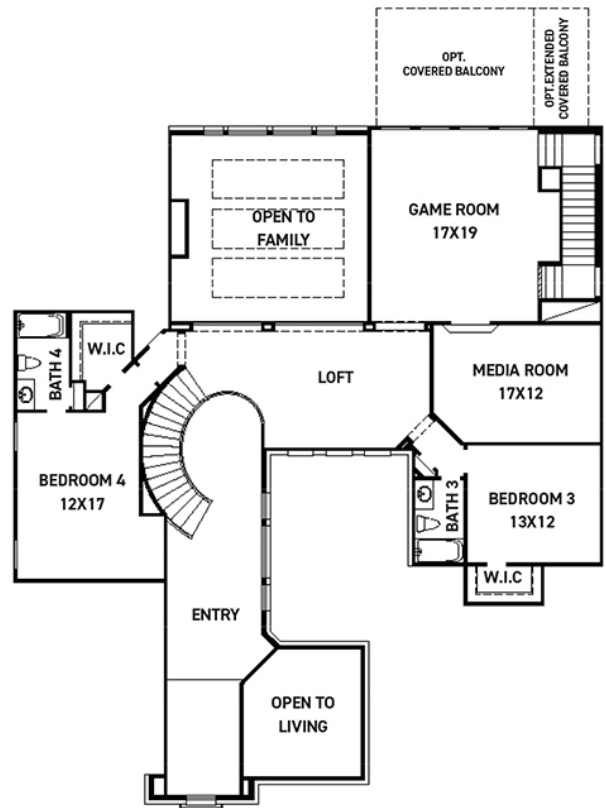 OPT.
COVERED BALCONY
OPT.EXTENDED
COVERED BALCONY
OPEN TO
FAMILY
GAME ROOM
17X19
BATH 4
W.I.C
LOFT
MEDIA ROOM
17X12
BEDROOM 4
12X17
BATH 3
BEDROOM 3
13X12
W.I.C
ENTRY
OPEN TO
LIVING